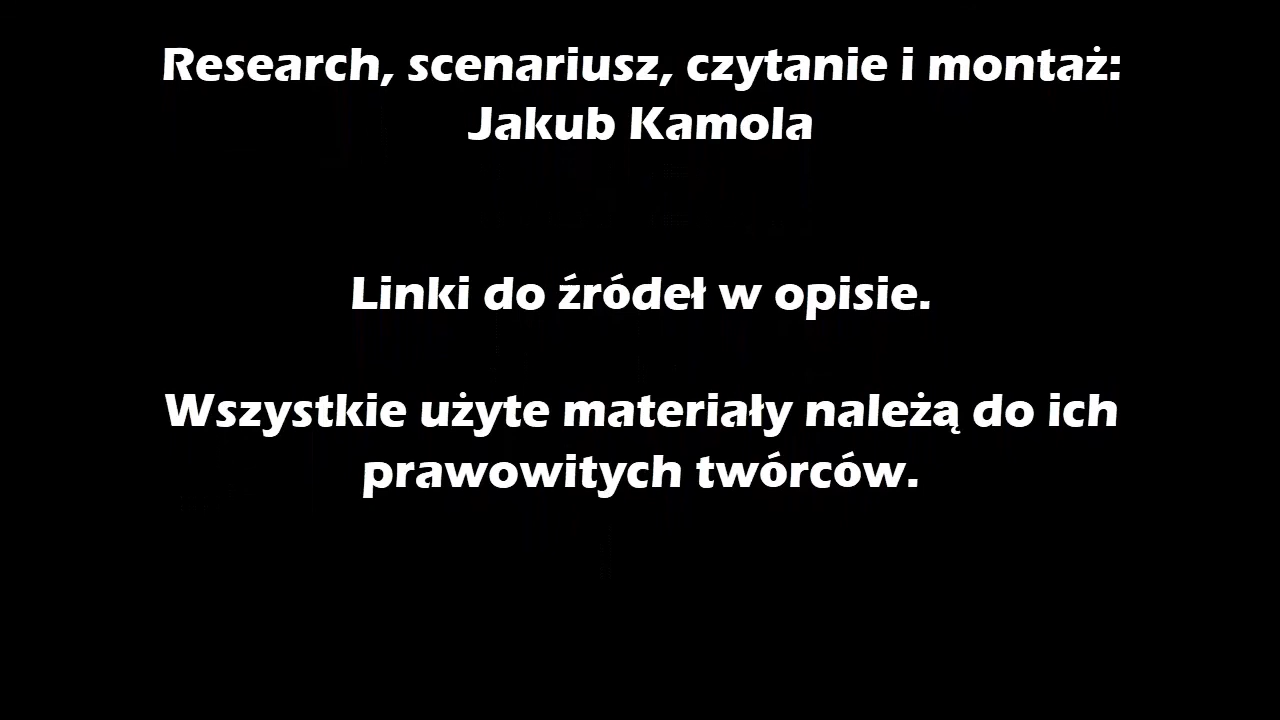 Research, scenariusz, czytanie i montaż:
Jakub Kamola
Linki do źródeł w opisie.
Wszystkie użyte materiały należą do ich
prawowitych twórców.